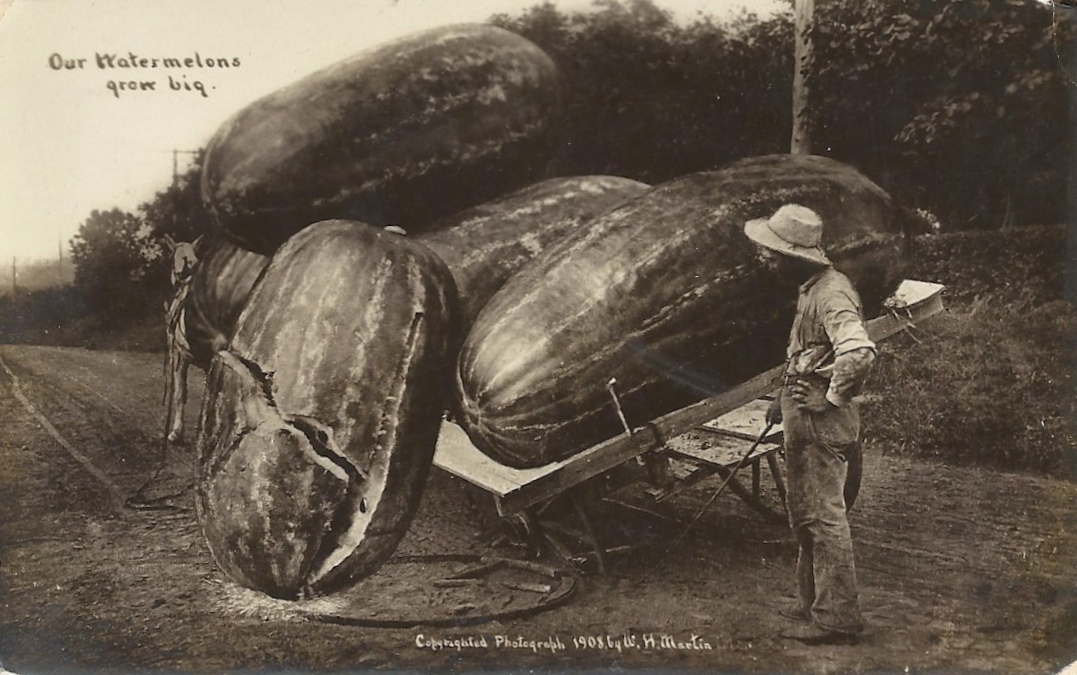 Our Watermelons
grow big.
Copyrighted Photograph 1908, by W. H. Martin